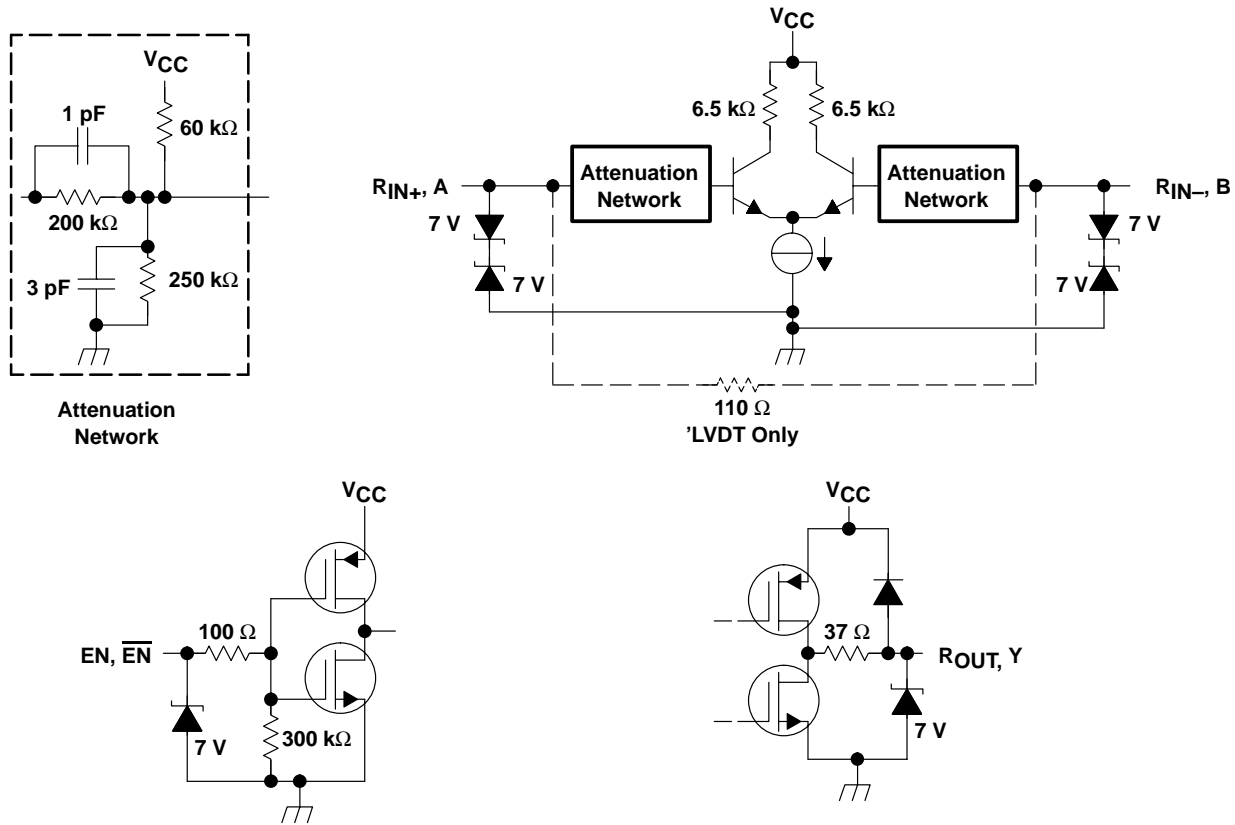 VCC
1 pF
60 kΩ
200 kΩ
3 pF
250 kΩ
Attenuation
Network
VCC
6.5 kΩ
6.5 kΩ
RIN+, A
Attenuation
Network
Attenuation
Network
RIN–, B
7 V
7 V
7 V
7 V
110 Ω
’LVDT Only
VCC
100 Ω
EN, E̅N̅
7 V
300 kΩ
VCC
37 Ω
ROUT, Y
7 V